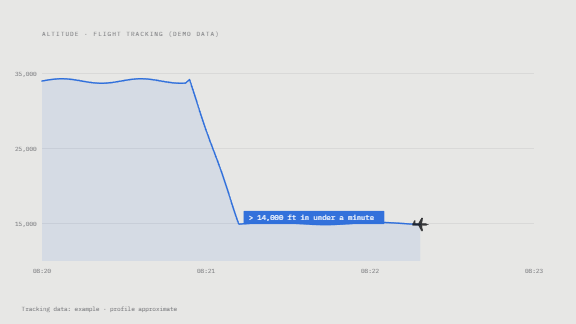 ALTITUDE - FLIGHT TRACKING (DEMO DATA)
35,000
25,000
> 14,000 ft in under a minute
15,000
08:20 08:21 08:22 08:23
Tracking data: example - profile approximate